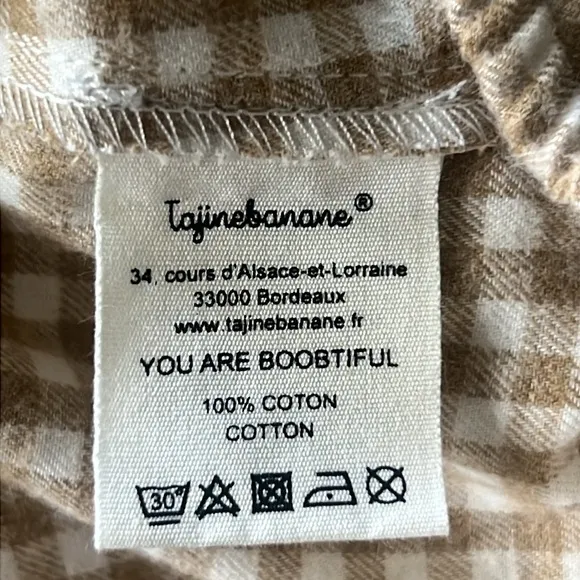 Tajinebanane®
34, cours d'Alsace-et-Lorraine
33000 Bordeaux
www.tajinebanane.fr
YOU ARE BOOBTIFUL
100% COTON
COTTON
30°